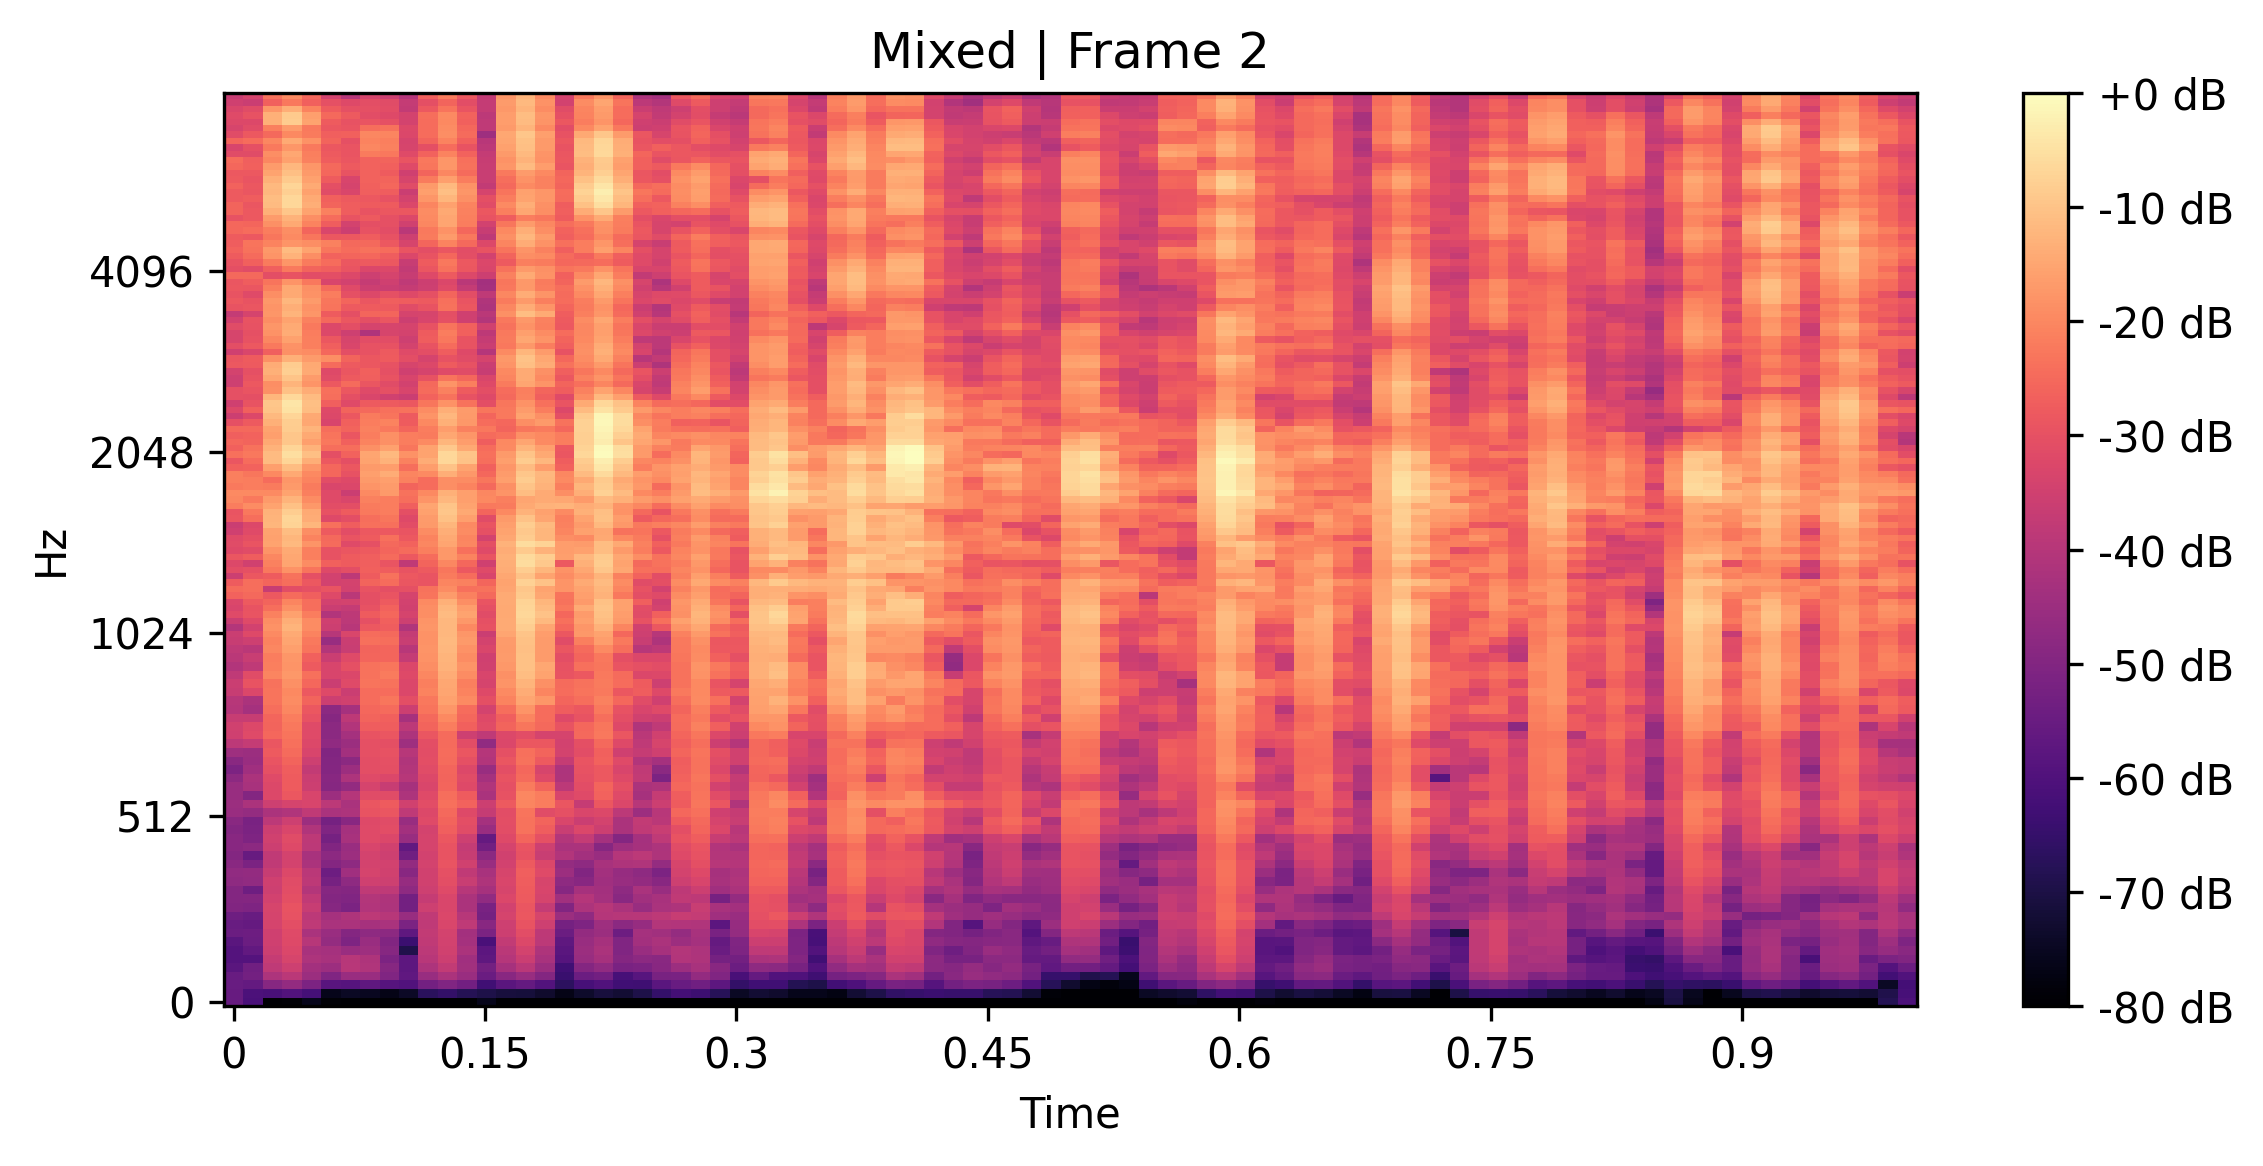 Mixed | Frame 2
+0 dB
-10 dB
-20 dB
-30 dB
-40 dB
-50 dB
-60 dB
-70 dB
-80 dB
Hz
4096
2048
1024
512
0
0 0.15 0.3 0.45 0.6 0.75 0.9
Time